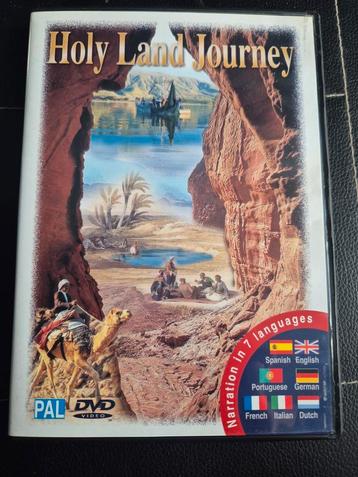 Holy Land Journey
Narration in 7 languages
Spanish English
Portuguese German
French Italian Dutch
PAL
DVD
VIDEO